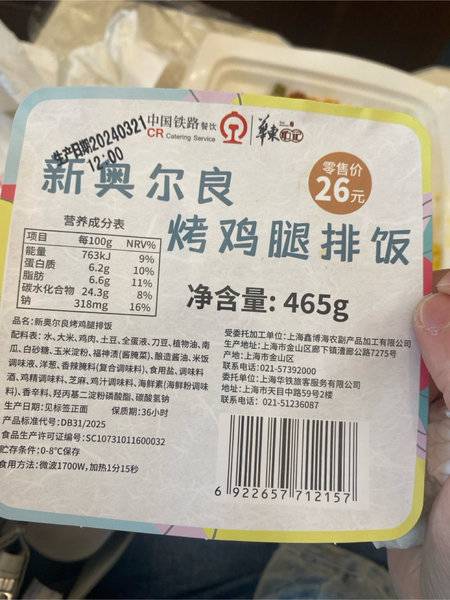 生产日期20240321
12:00
中国铁路餐饮
CR Catering Service
华东
零售价
26元
新奥尔良
烤鸡腿排饭
营养成分表
项目 每100g NRV%
能量 763kJ 9%
蛋白质 6.2g 10%
脂肪 6.6g 11%
碳水化合物 24.3g 8%
钠 318mg 16%
净含量: 465g
品名:新奥尔良烤鸡腿排饭
配料表:水、大米、鸡肉、土豆、全蛋液、刀豆、植物油、南
瓜、白砂糖、玉米淀粉、福神渍(酱腌菜)、酿造酱油、米饭
调味液、洋葱、香辣腌料(复合调味料)、食用盐、调味料
酒、鸡精调味料、芝麻、鸡汁调味料、海鲜素(海鲜粉调味
料)、香辛料、羟丙基二淀粉磷酸酯、碳酸氢钠
生产日期: 见标签正面 保质期:36小时
产品标准代号:DB31/2025
食品生产许可证编号:SC10731011600032
贮存条件:0-8℃保存
食用方法:微波1700W,加热1分15秒
受委托加工单位:上海鑫博海农副产品加工有限公司
生产地址:上海市金山区廊下镇漕廊公路7275号
产地:上海市金山区
联系电话:021-57392000
委托单位:上海华铁旅客服务有限公司
地址:上海市天目中路59号2楼
联系电话:021-51236087
6 922657 712157